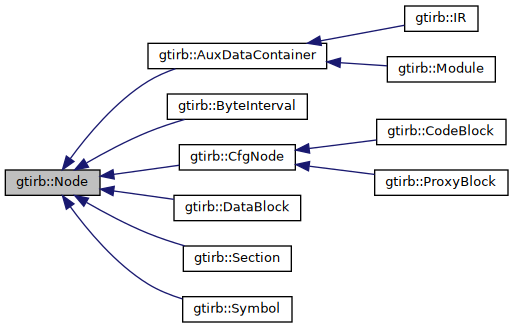 gtirb::IR
gtirb::AuxDataContainer
gtirb::Module
gtirb::ByteInterval
gtirb::CodeBlock
gtirb::CfgNode
gtirb::Node
gtirb::ProxyBlock
gtirb::DataBlock
gtirb::Section
gtirb::Symbol